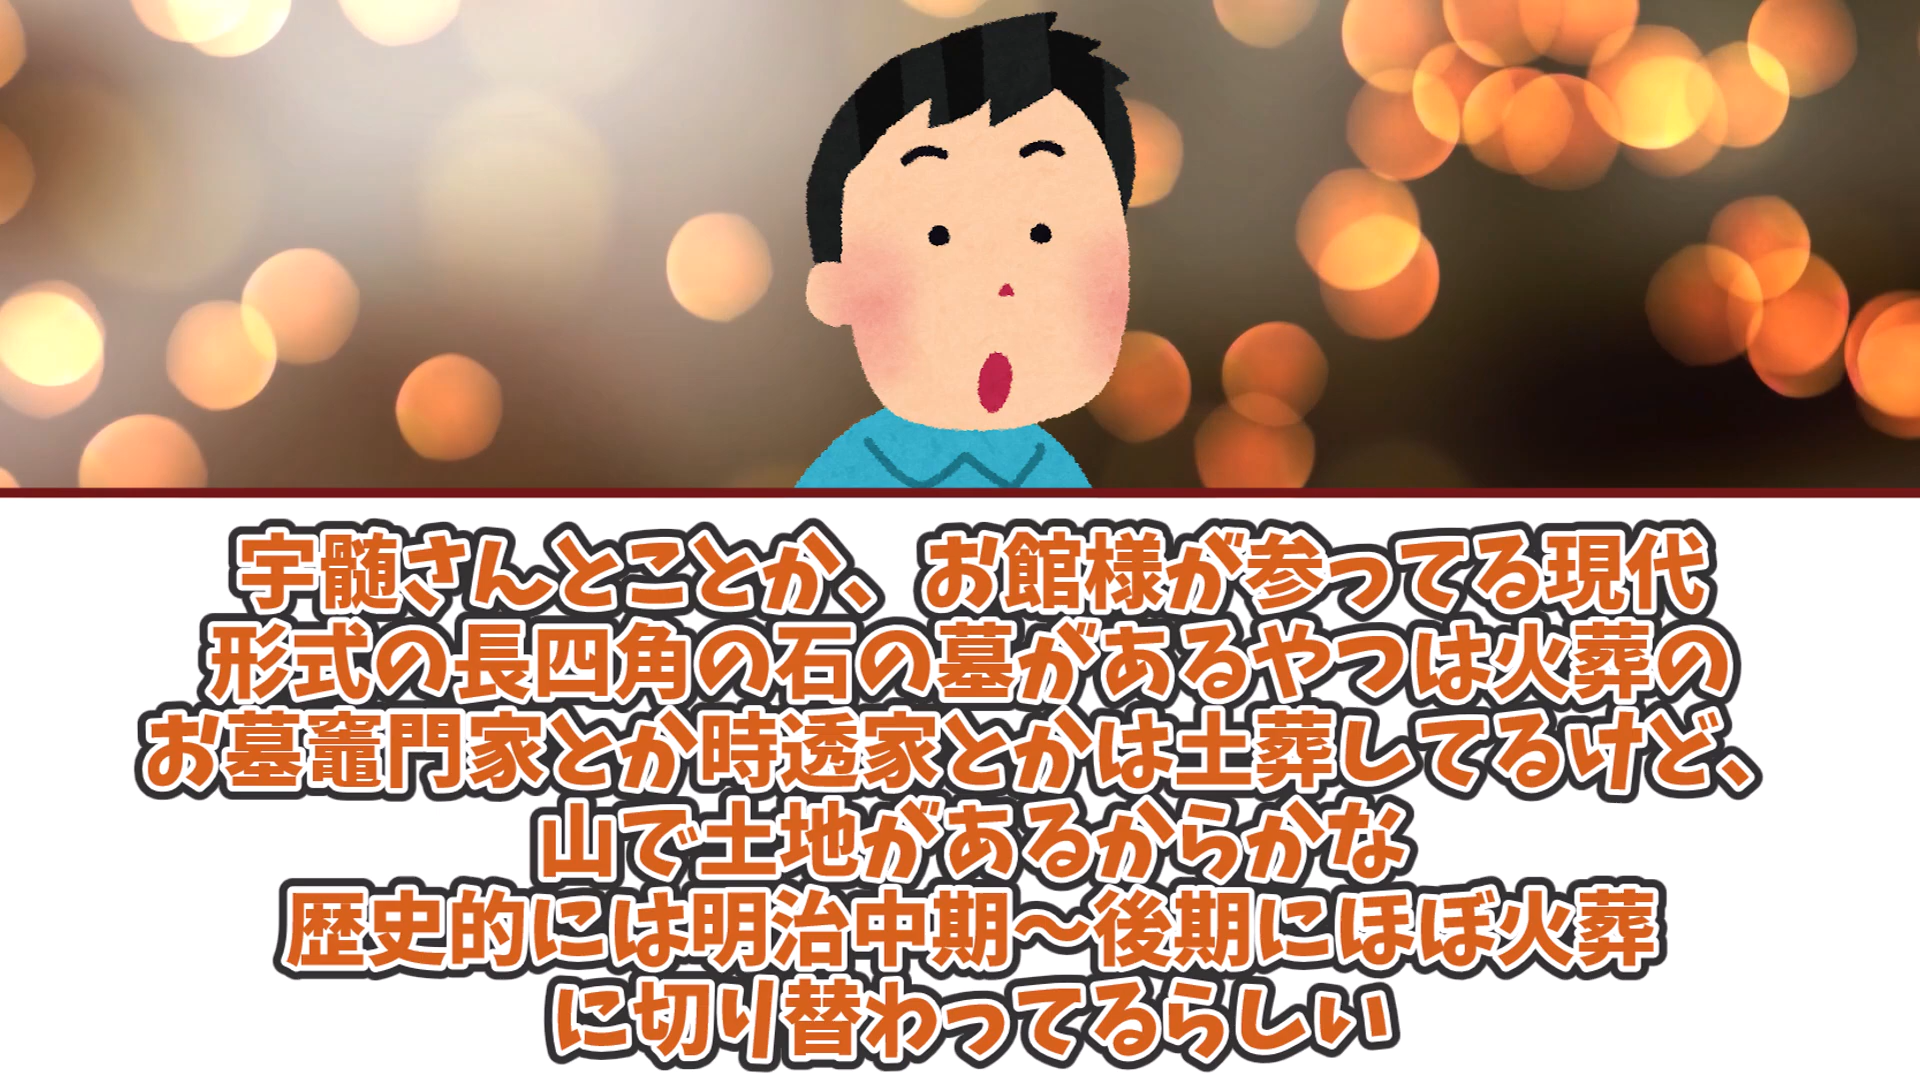 宇髄さんとことか、お館様が参ってる現代
形式の長四角の石の墓があるやつは火葬の
お墓竈門家とか時透家とかは土葬してるけど、
山で土地があるからかな
歴史的には明治中期～後期にほぼ火葬
に切り替わってるらしい